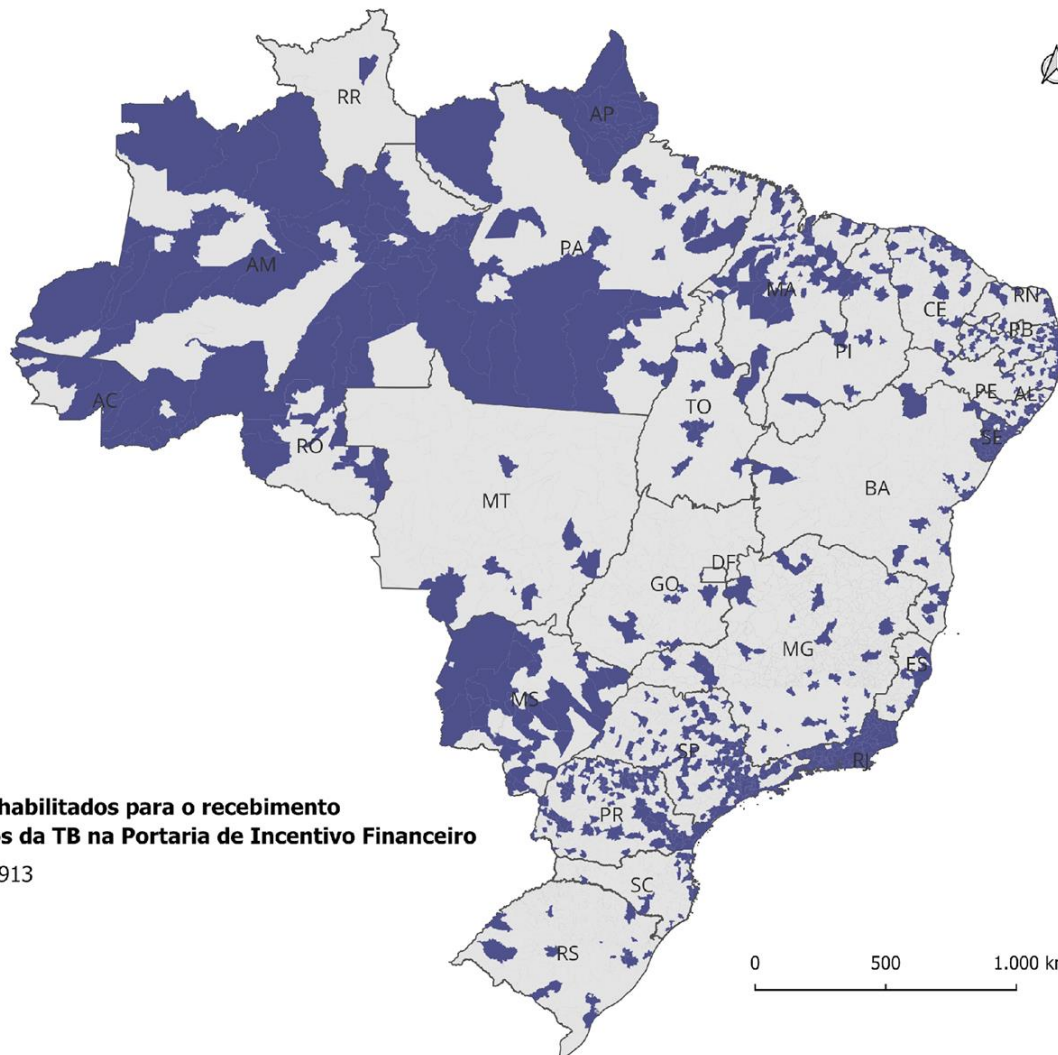 RR
AP
AM
PA
MA
CE
RN
PB
PI
PE
AL
SE
AC
RO
TO
BA
MT
DF
GO
MG
ES
MS
SP
RJ
PR
SC
RS
habilitados para o recebimento
s da TB na Portaria de Incentivo Financeiro
913
0 500 1.000 km